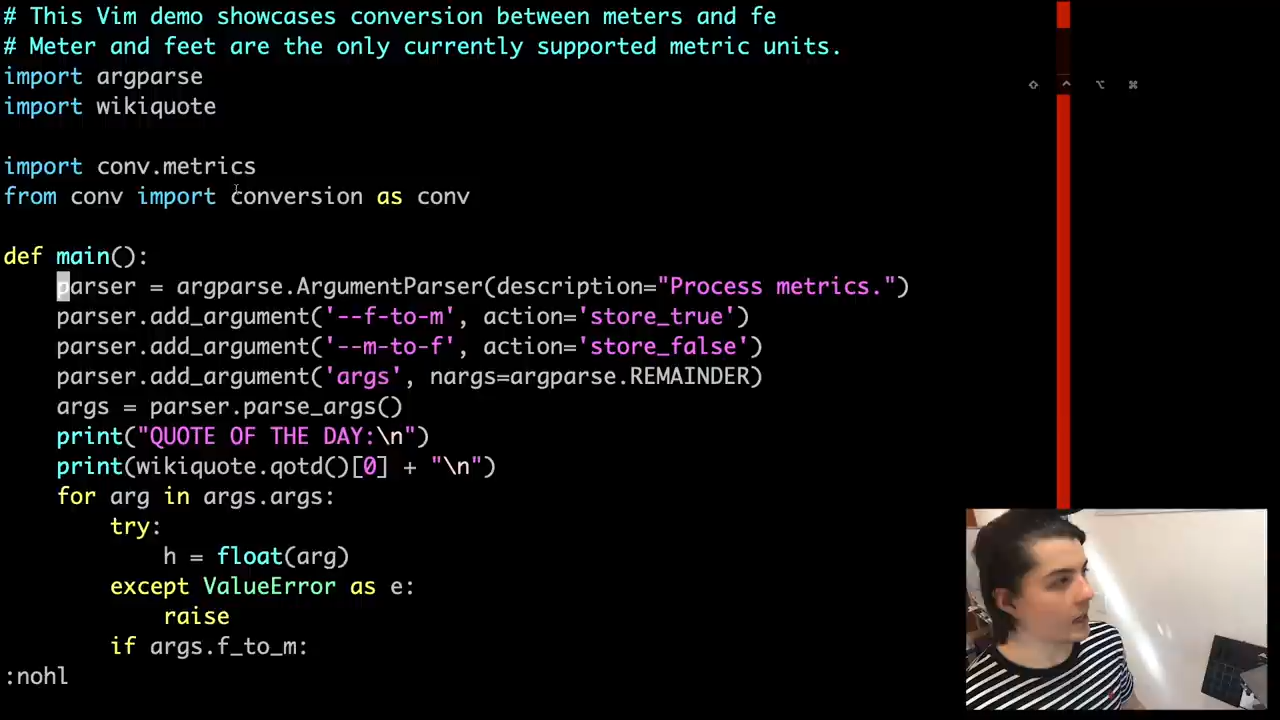 # This Vim demo showcases conversion between meters and fe
# Meter and feet are the only currently supported metric units.
import argparse
import wikiquote

import conv.metrics
from conv import conversion as conv

def main():
    parser = argparse.ArgumentParser(description="Process metrics.")
    parser.add_argument('--f-to-m', action='store_true')
    parser.add_argument('--m-to-f', action='store_false')
    parser.add_argument('args', nargs=argparse.REMAINDER)
    args = parser.parse_args()
    print("QUOTE OF THE DAY:\n")
    print(wikiquote.qotd()[0] + "\n")
    for arg in args.args:
        try:
            h = float(arg)
        except ValueError as e:
            raise
        if args.f_to_m:
:nohl